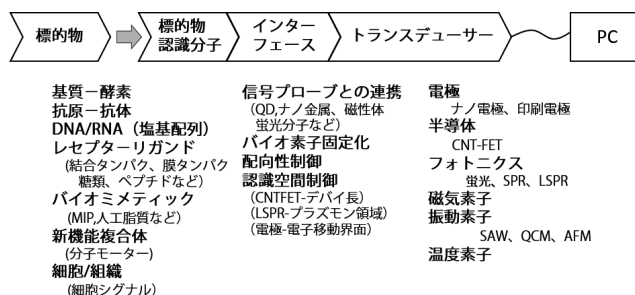 標的物
標的物
認識分子
インター
フェース
トランスデューサー
PC
基質－酵素
抗原－抗体
DNA/RNA（塩基配列）
レセプターリガンド
(結合タンパク、膜タンパク
糖類、ペプチドなど）
バイオミメティック
(MIP,人工脂質など）
新機能複合体
(分子モーター）
細胞/組織
(細胞シグナル）
信号プローブとの連携
（QD,ナノ金属、磁性体
蛍光分子など）
バイオ素子固定化
配向性制御
認識空間制御
（CNTFET-デバイ長）
（LSPR-プラズモン領域）
（電極-電子移動界面）
電極
ナノ電極、印刷電極
半導体
CNT-FET
フォトニクス
蛍光、SPR、LSPR
磁気素子
振動素子
SAW、QCM、AFM
温度素子